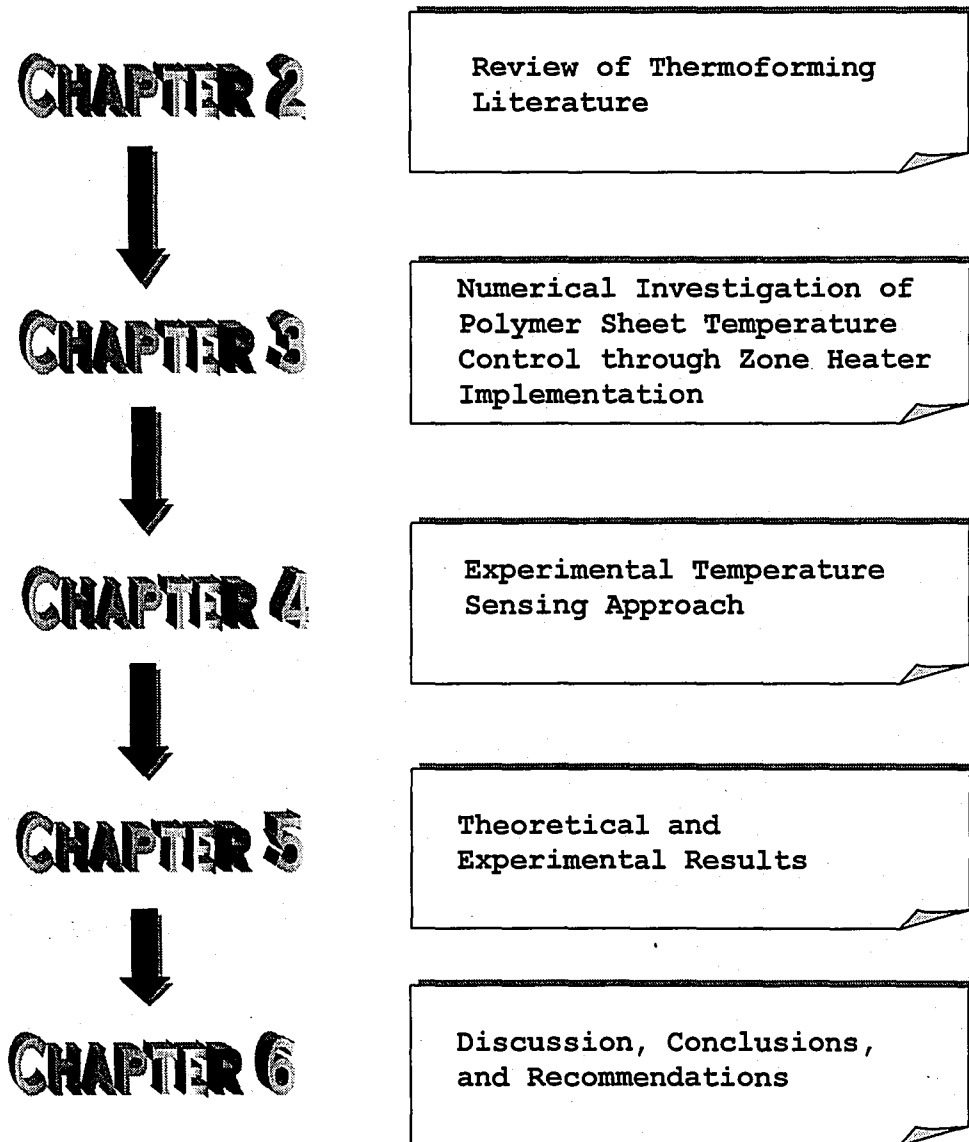 CHAPTER 2
Review of Thermoforming
Literature
CHAPTER 3
Numerical Investigation of
Polymer Sheet Temperature
Control through Zone Heater
Implementation
CHAPTER 4
Experimental Temperature
Sensing Approach
CHAPTER 5
Theoretical and
Experimental Results
CHAPTER 6
Discussion, Conclusions,
and Recommendations